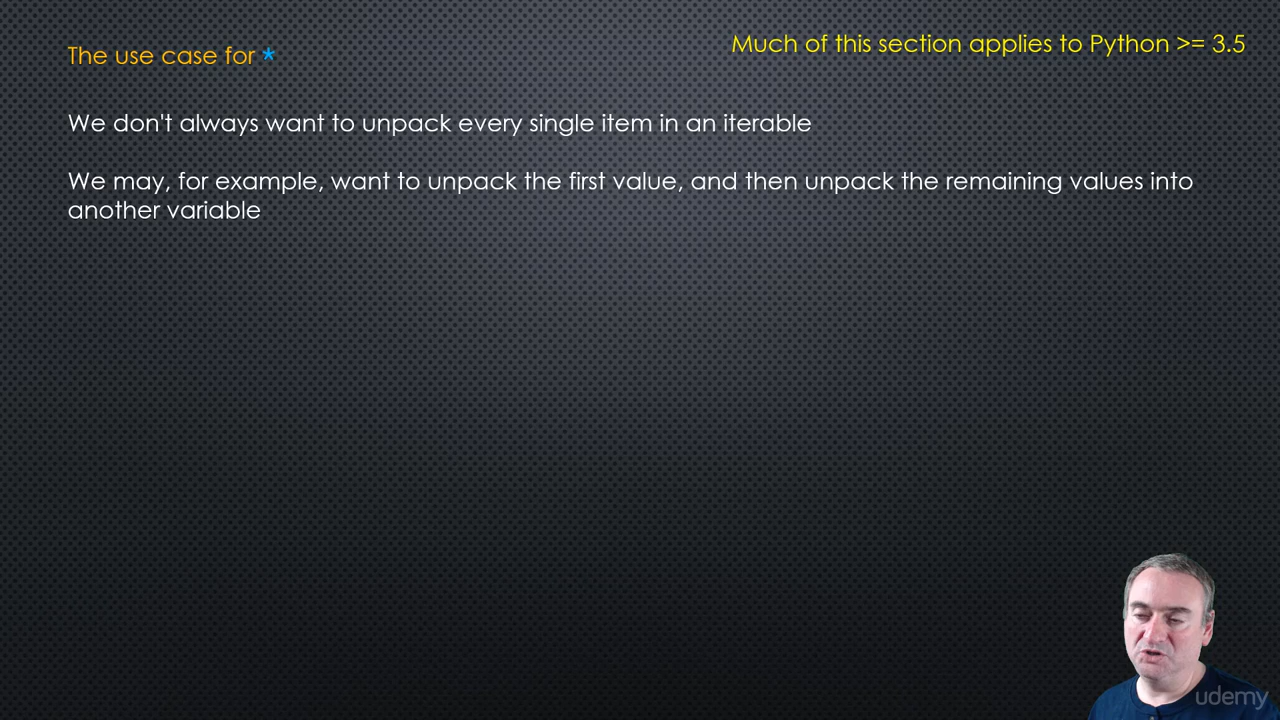 The use case for *
Much of this section applies to Python >= 3.5
We don't always want to unpack every single item in an iterable
We may, for example, want to unpack the first value, and then unpack the remaining values into
another variable
udemy